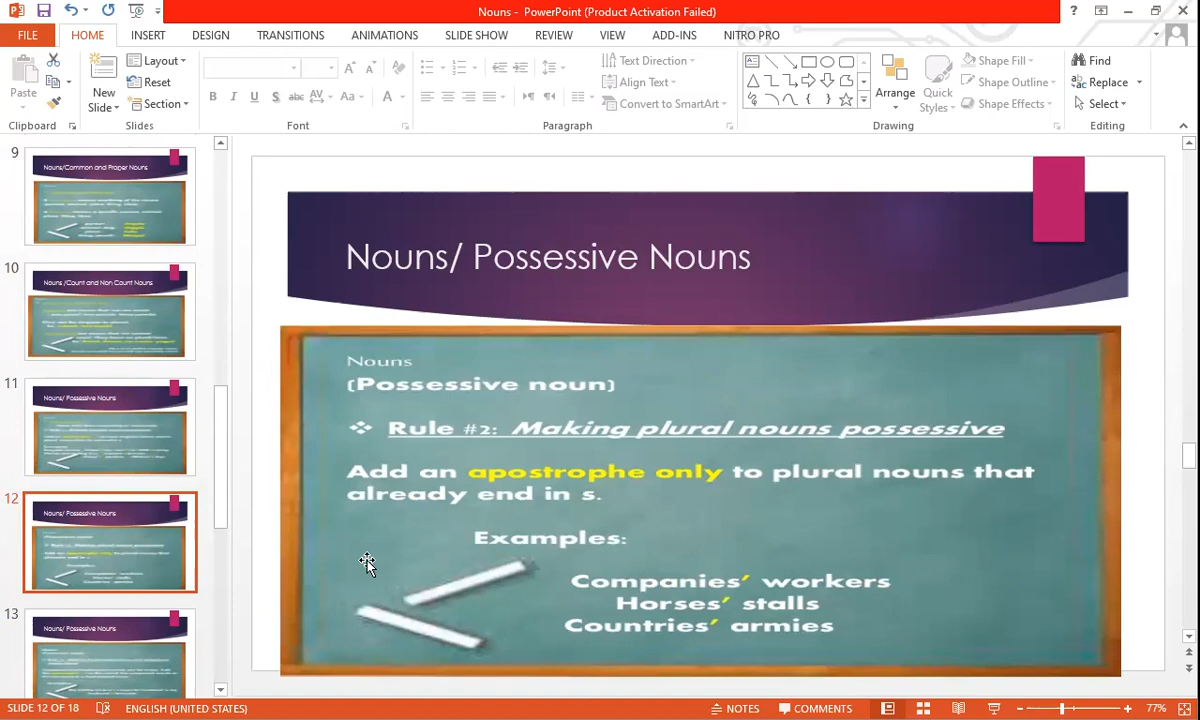 Nouns - PowerPoint (Product Activation Failed)
FILE HOME INSERT DESIGN TRANSITIONS ANIMATIONS SLIDE SHOW REVIEW VIEW ADD-INS NITRO PRO
Paste
New Slide
Layout
Reset
Section
B I U S abc AV Aa A
Text Direction
Align Text
Convert to SmartArt
Arrange
Quick Styles
Shape Fill
Shape Outline
Shape Effects
Find
Replace
Select
Clipboard Slides Font Paragraph Drawing Editing
9
Nouns/Common and Proper Nouns
10
Nouns /Count and Non Count Nouns
11
Nouns/ Possessive Nouns
12
Nouns/ Possessive Nouns
13
Nouns/ Possessive Nouns
Nouns/ Possessive Nouns
Nouns
(Possessive noun)
❖ Rule #2: Making plural nouns possessive
Add an apostrophe only to plural nouns that
already end in s.
Examples:
Companies’ workers
Horses’ stalls
Countries’ armies
SLIDE 12 OF 18 ENGLISH (UNITED STATES) NOTES COMMENTS 77%